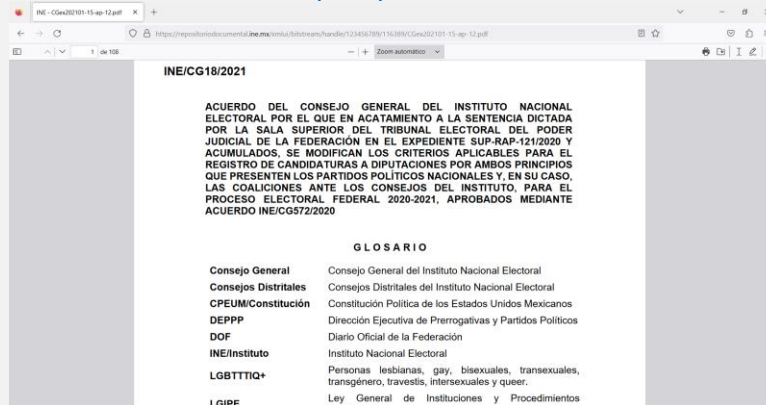 INE - CGex202101-15-ap-12.pdf
https://repositoriodocumental.ine.mx/xmlui/bitstream/handle/123456789/116389/CGex202101-15-ap-12.pdf
1 de 108
Zoom automático
INE/CG18/2021
ACUERDO DEL CONSEJO GENERAL DEL INSTITUTO NACIONAL
ELECTORAL POR EL QUE EN ACATAMIENTO A LA SENTENCIA DICTADA
POR LA SALA SUPERIOR DEL TRIBUNAL ELECTORAL DEL PODER
JUDICIAL DE LA FEDERACIÓN EN EL EXPEDIENTE SUP-RAP-121/2020 Y
ACUMULADOS, SE MODIFICAN LOS CRITERIOS APLICABLES PARA EL
REGISTRO DE CANDIDATURAS A DIPUTACIONES POR AMBOS PRINCIPIOS
QUE PRESENTEN LOS PARTIDOS POLÍTICOS NACIONALES Y, EN SU CASO,
LAS COALICIONES ANTE LOS CONSEJOS DEL INSTITUTO, PARA EL
PROCESO ELECTORAL FEDERAL 2020-2021, APROBADOS MEDIANTE
ACUERDO INE/CG572/2020
GLOSARIO
Consejo General Consejo General del Instituto Nacional Electoral
Consejos Distritales Consejos Distritales del Instituto Nacional Electoral
CPEUM/Constitución Constitución Política de los Estados Unidos Mexicanos
DEPPP Dirección Ejecutiva de Prerrogativas y Partidos Políticos
DOF Diario Oficial de la Federación
INE/Instituto Instituto Nacional Electoral
LGBTTTIQ+ Personas lesbianas, gay, bisexuales, transexuales,
transgénero, travestis, intersexuales y queer.
LGIPE Ley General de Instituciones y Procedimientos